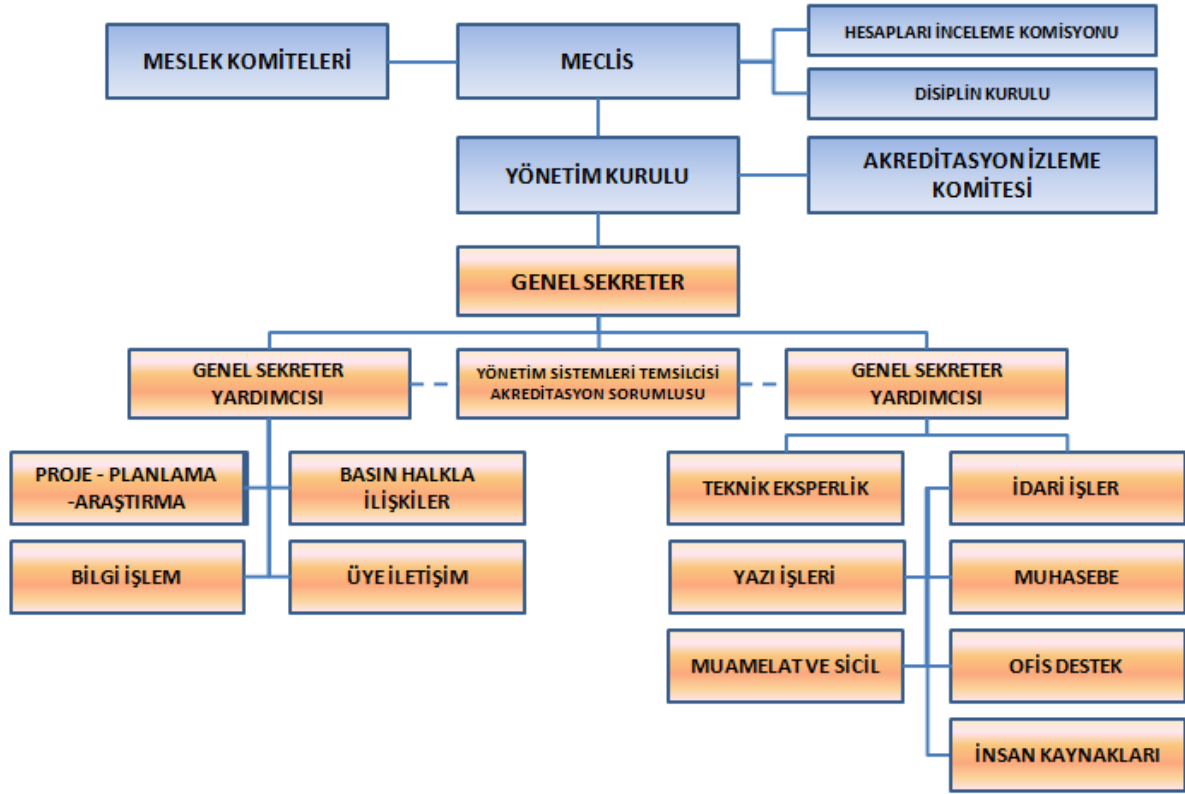 MESLEK KOMİTELERİ
MECLİS
HESAPLARI İNCELEME KOMİSYONU
DISİPLİN KURULU
YÖNETİM KURULU
AKREDİTASYON İZLEME
KOMİTESİ
GENEL SEKRETER
GENEL SEKRETER
YARDIMCISI
YÖNETİM SİSTEMLERİ TEMSİLCİSİ
AKREDİTASYON SORUMLUSU
GENEL SEKRETER
YARDIMCISI
PROJE - PLANLAMA
-ARAŞTIRMA
BASIN HALKLA
İLİŞKİLER
BİLGİ İŞLEM
ÜYE İLETİŞİM
TEKNİK EKSPERLİK
İDARİ İŞLER
YAZI İŞLERİ
MUHASEBE
MUAMELAT VE SİCİL
OFİS DESTEK
İNSAN KAYNAKLARI